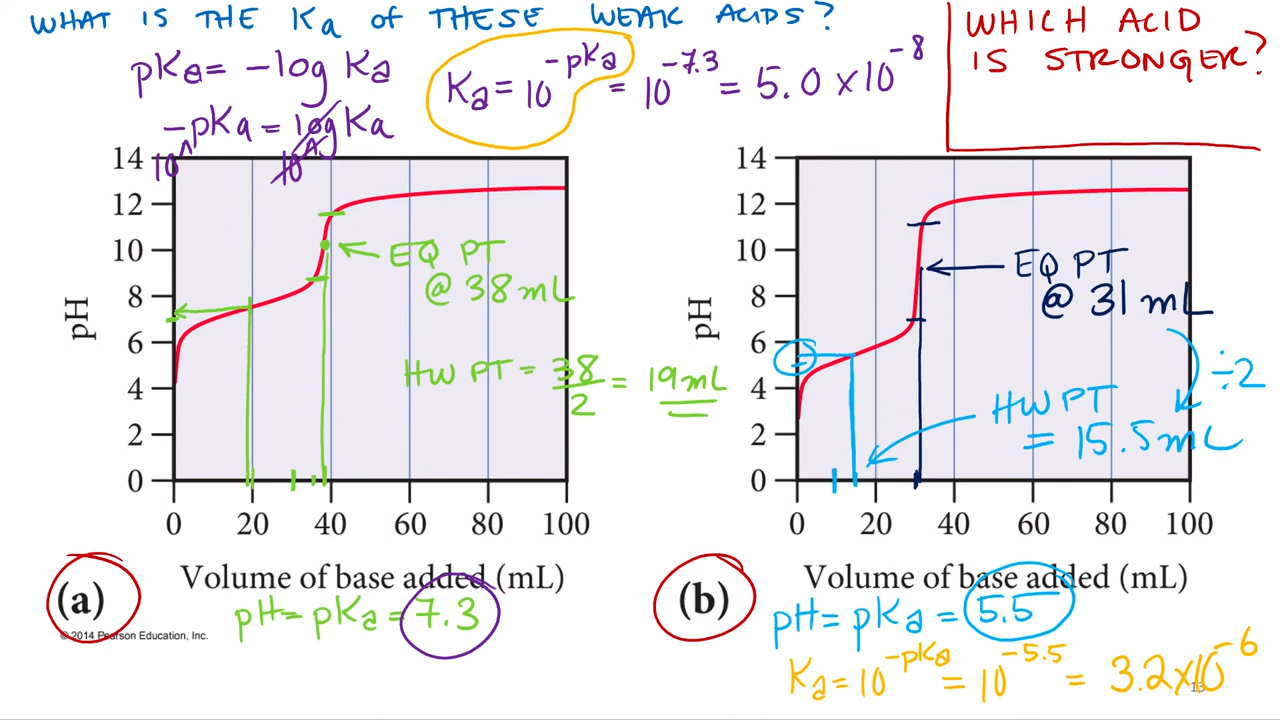 WHAT IS THE Ka of THESE WEAK ACIDS?
WHICH ACID
IS STRONGER?
pKa = -log Ka
-pKa = log Ka
10^ 10^
Ka = 10^-pKa = 10^-7.3 = 5.0 x 10^-8
14
12
10
8
6
4
2
0
pH
0 20 40 60 80 100
Volume of base added (mL)
EQ PT
@ 38 mL
HW PT = 38/2 = 19 mL
(a)
pH = pKa = 7.3
© 2014 Pearson Education, Inc.
14
12
10
8
6
4
2
0
pH
0 20 40 60 80 100
Volume of base added (mL)
EQ PT
@ 31 mL
÷2
HW PT
= 15.5 mL
(b)
pH = pKa = 5.5
Ka = 10^-pKa = 10^-5.5 = 3.2 x 10^-6
13